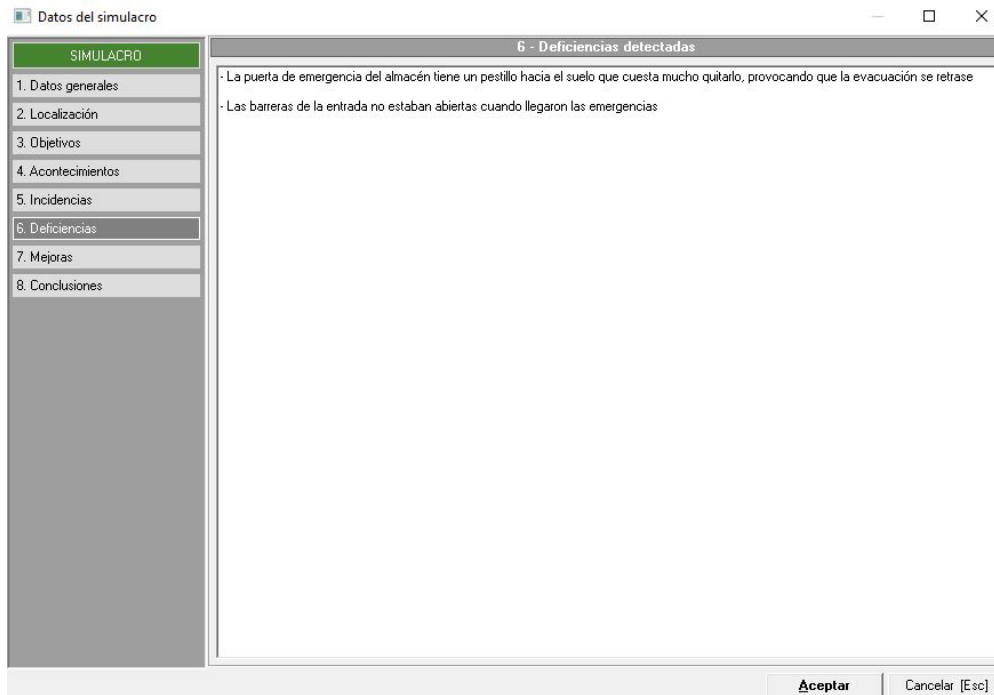 Datos del simulacro
SIMULACRO
1. Datos generales
2. Localización
3. Objetivos
4. Acontecimientos
5. Incidencias
6. Deficiencias
7. Mejoras
8. Conclusiones
6 - Deficiencias detectadas
- La puerta de emergencia del almacén tiene un pestillo hacia el suelo que cuesta mucho quitarlo, provocando que la evacuación se retrase
- Las barreras de la entrada no estaban abiertas cuando llegaron las emergencias
Aceptar
Cancelar [Esc]